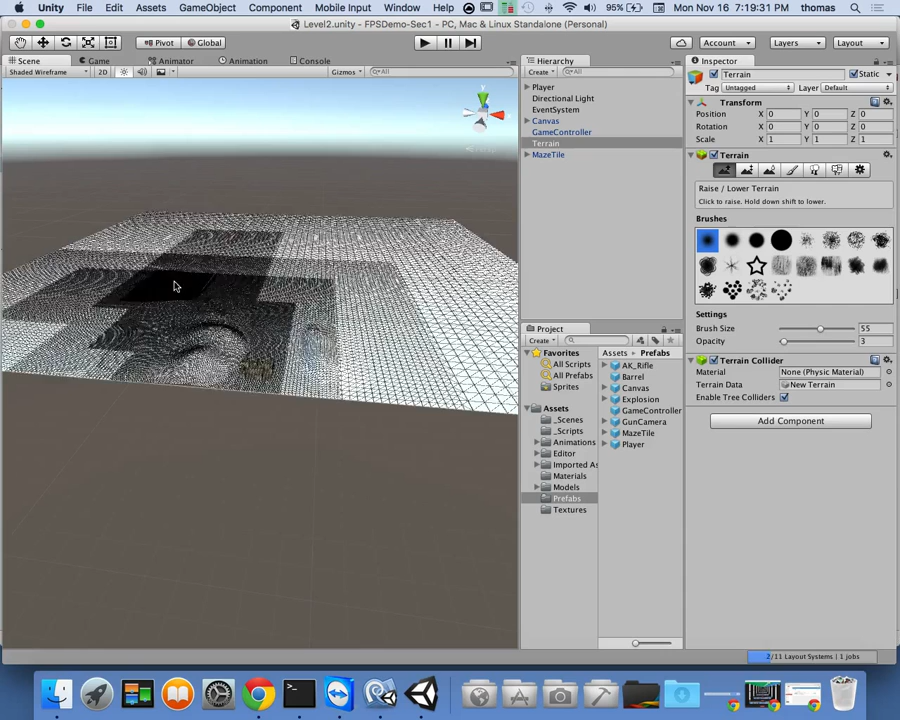 Unity File Edit Assets GameObject Component Mobile Input Window Help 95% Mon Nov 16 7:19:31 PM thomas
Level2.unity - FPSDemo-Sec1 - PC, Mac & Linux Standalone (Personal)
Pivot Global Account Layers Layout
Scene Game Animator Animation Console
Shaded Wireframe 2D Gizmos All
Hierarchy
Create All
Player
Directional Light
EventSystem
Canvas
GameController
Terrain
MazeTile
Project
Create
Favorites
All Scripts
All Prefabs
Sprites
Assets
_Scenes
_Scripts
Animations
Editor
Imported As
Materials
Models
Prefabs
Textures
Assets Prefabs
AK_Rifle
Barrel
Canvas
Explosion
GameController
GunCamera
MazeTile
Player
Inspector
Terrain Static
Tag Untagged Layer Default
Transform
Position X 0 Y 0 Z 0
Rotation X 0 Y 0 Z 0
Scale X 1 Y 1 Z 1
Terrain
Raise / Lower Terrain
Click to raise. Hold down shift to lower.
Brushes
Settings
Brush Size 55
Opacity 3
Terrain Collider
Material None (Physic Material)
Terrain Data New Terrain
Enable Tree Colliders
Add Component
2/11 Layout Systems | 1 jobs